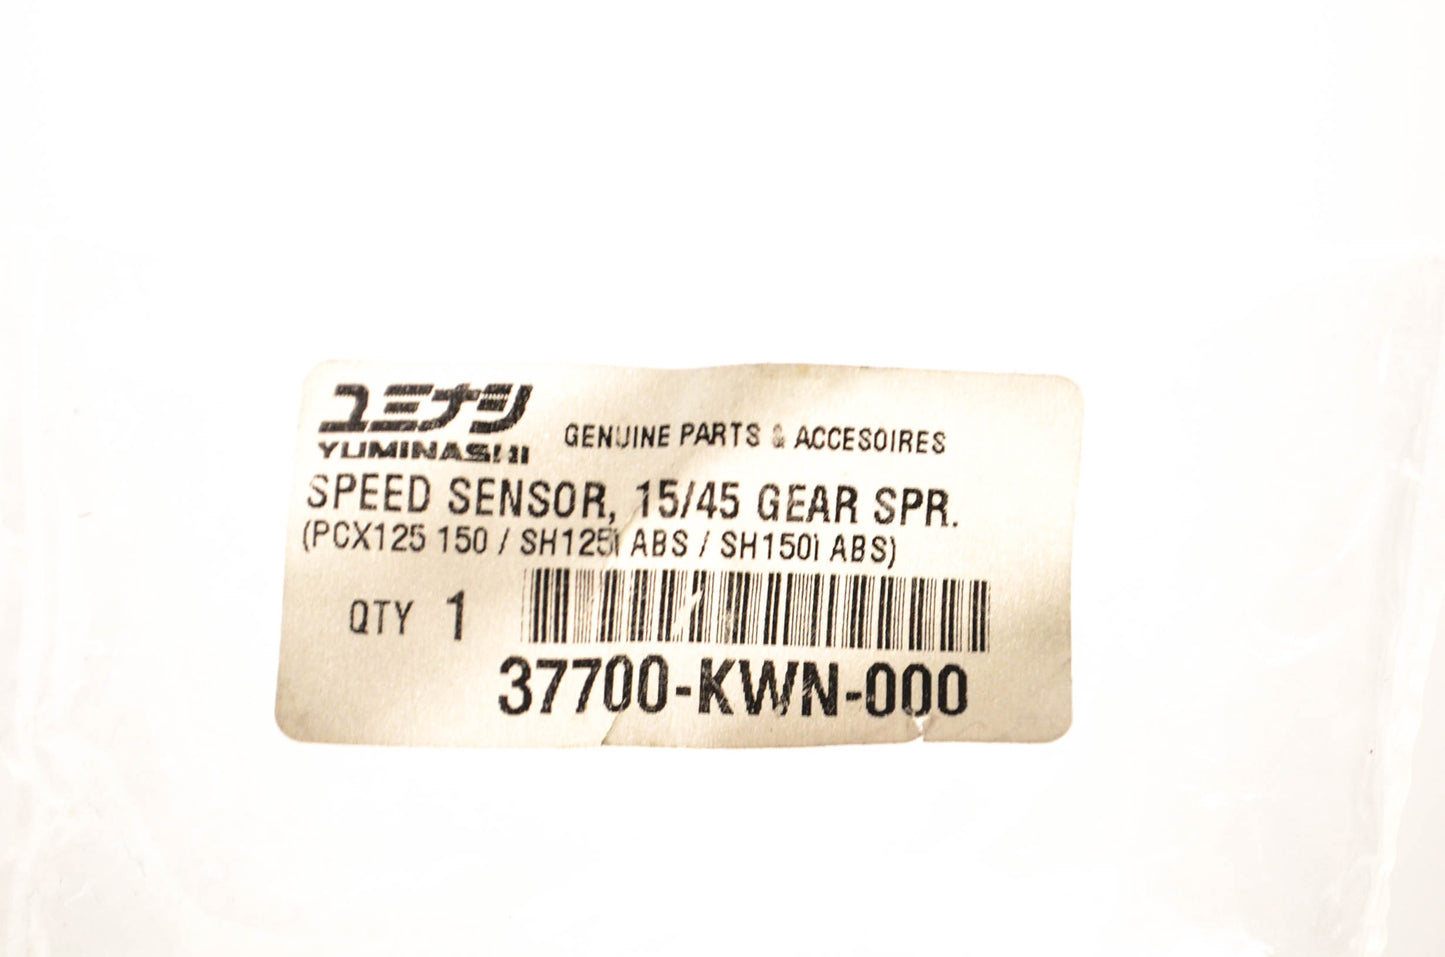 ユミナシ
YUMINASHI
GENUINE PARTS & ACCESOIRES
SPEED SENSOR, 15/45 GEAR SPR.
(PCX125 150 / SH125i ABS / SH150i ABS)
QTY 1
37700-KWN-000